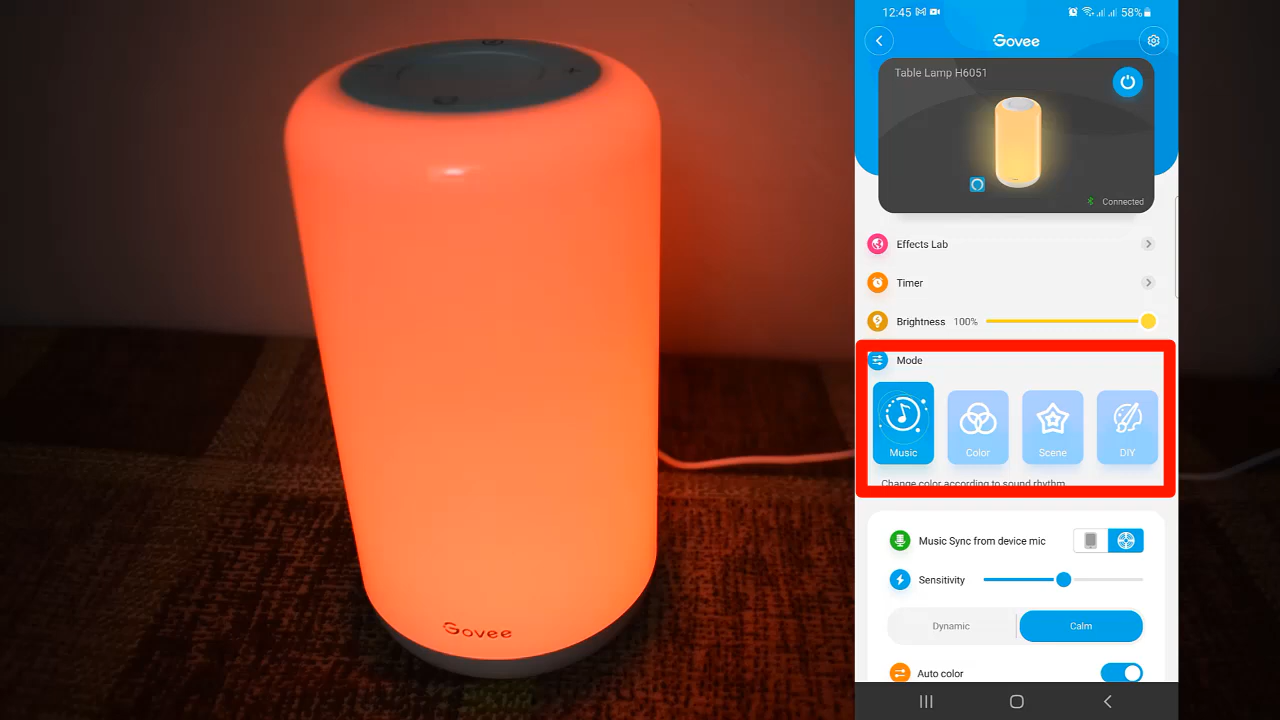 Govee
12:45 58%
Govee
Table Lamp H6051
Connected
Effects Lab
Timer
Brightness 100%
Mode
Music Color Scene DIY
Change color according to sound rhythm
Music Sync from device mic
Sensitivity
Dynamic Calm
Auto color